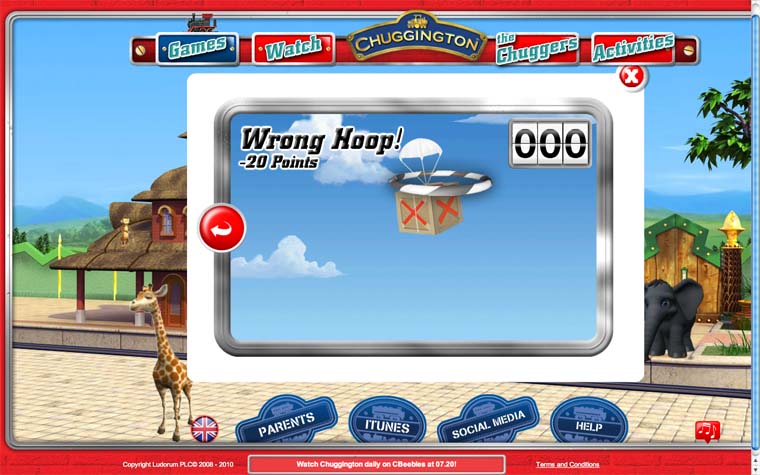 Games
Watch
CHUGGINGTON
the Chuggers
Activities
Wrong Hoop!
-20 Points
000
PARENTS
ITUNES
SOCIAL MEDIA
HELP
Copyright Ludorum PLC© 2008 - 2010
Watch Chuggington daily on CBeebies at 07.20!
Terms and Conditions